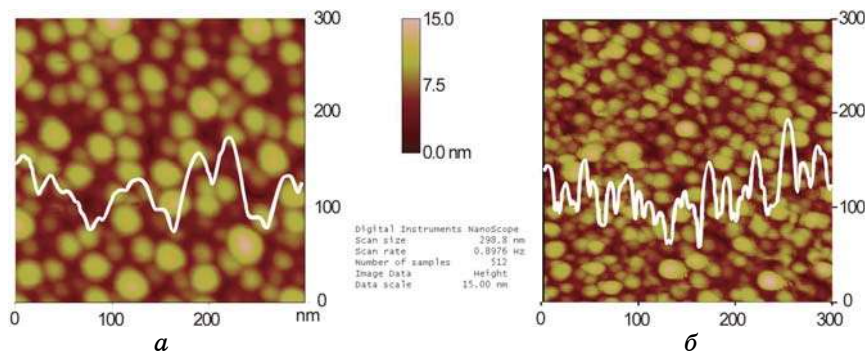 300
200
100
0
0
100
200
nm
а
15.0
7.5
0.0 nm
Digital Instruments NanoScope
Scan size 298.8 nm
Scan rate 0.8976 Hz
Number of samples 512
Image Data Height
Data scale 15.00 nm
300
200
100
0
0
100
200
300
б